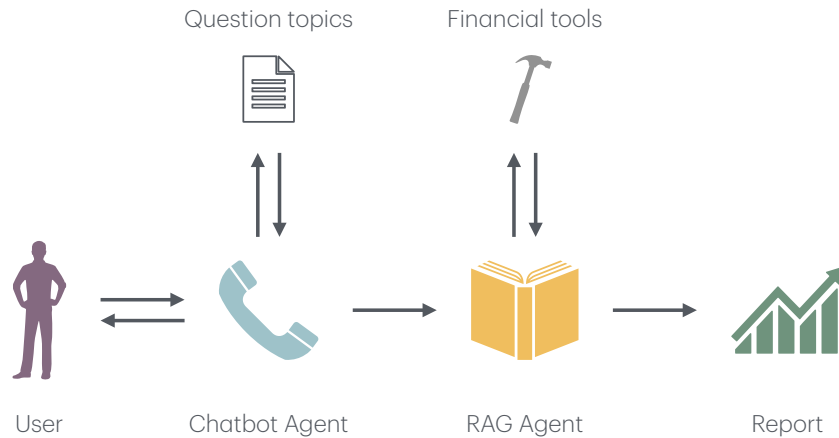 Question topics
Financial tools
User
Chatbot Agent
RAG Agent
Report